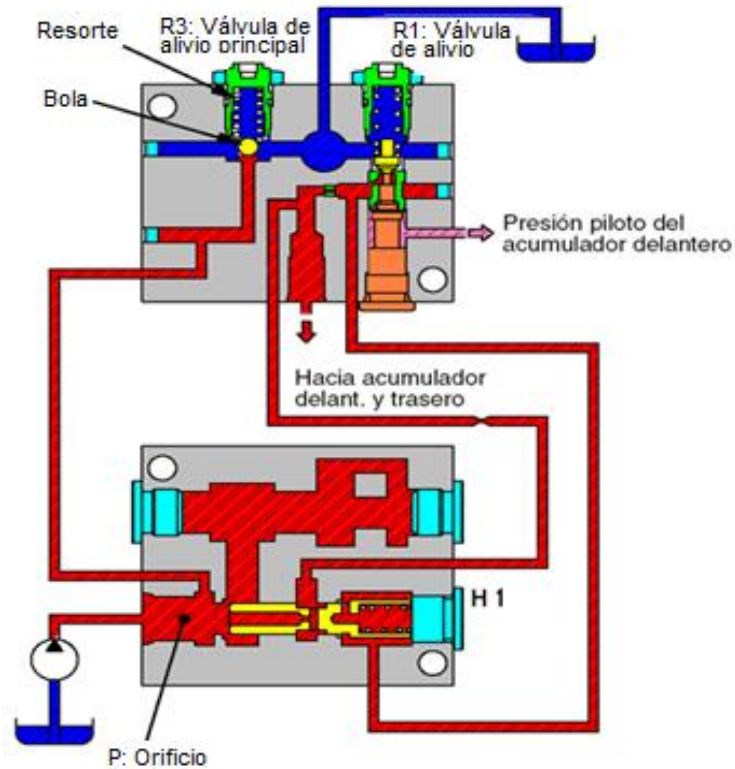 Resorte
R3: Válvula de
alivio principal
R1: Válvula
de alivio
Bola
Presión piloto del
acumulador delantero
Hacia acumulador
delant. y trasero
H 1
P: Orificio